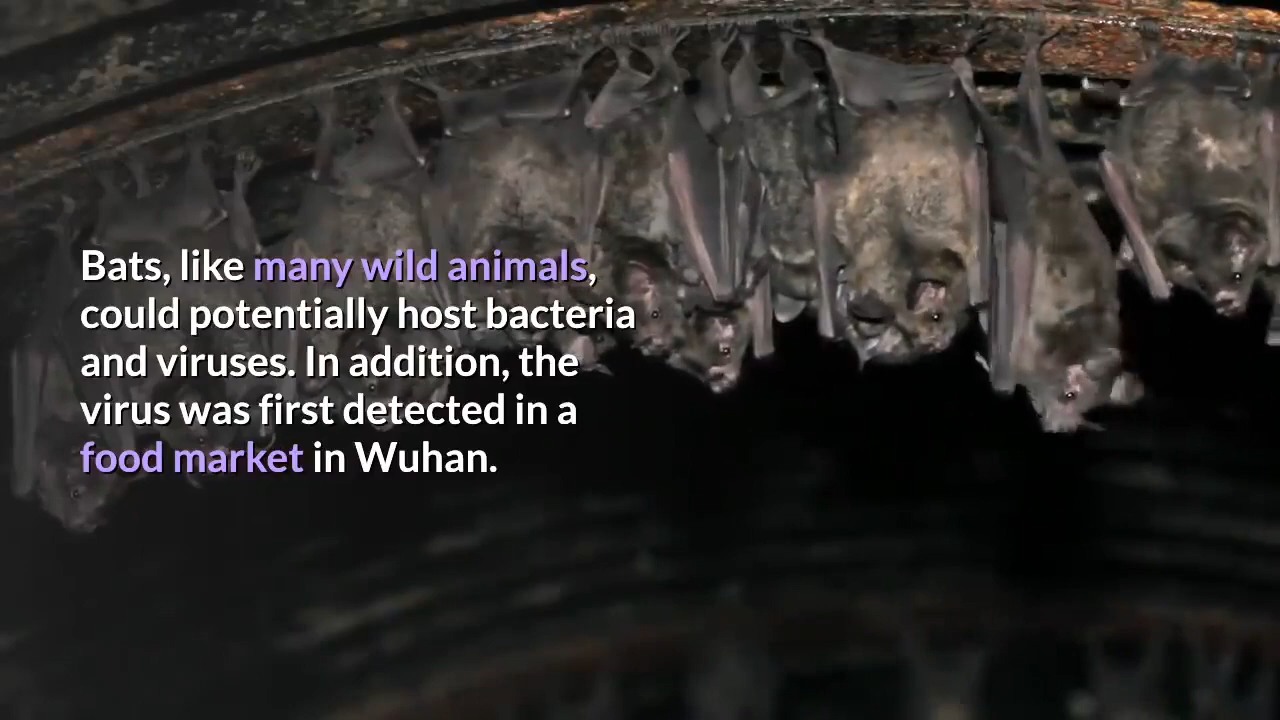 Bats, like many wild animals,
could potentially host bacteria
and viruses. In addition, the
virus was first detected in a
food market in Wuhan.